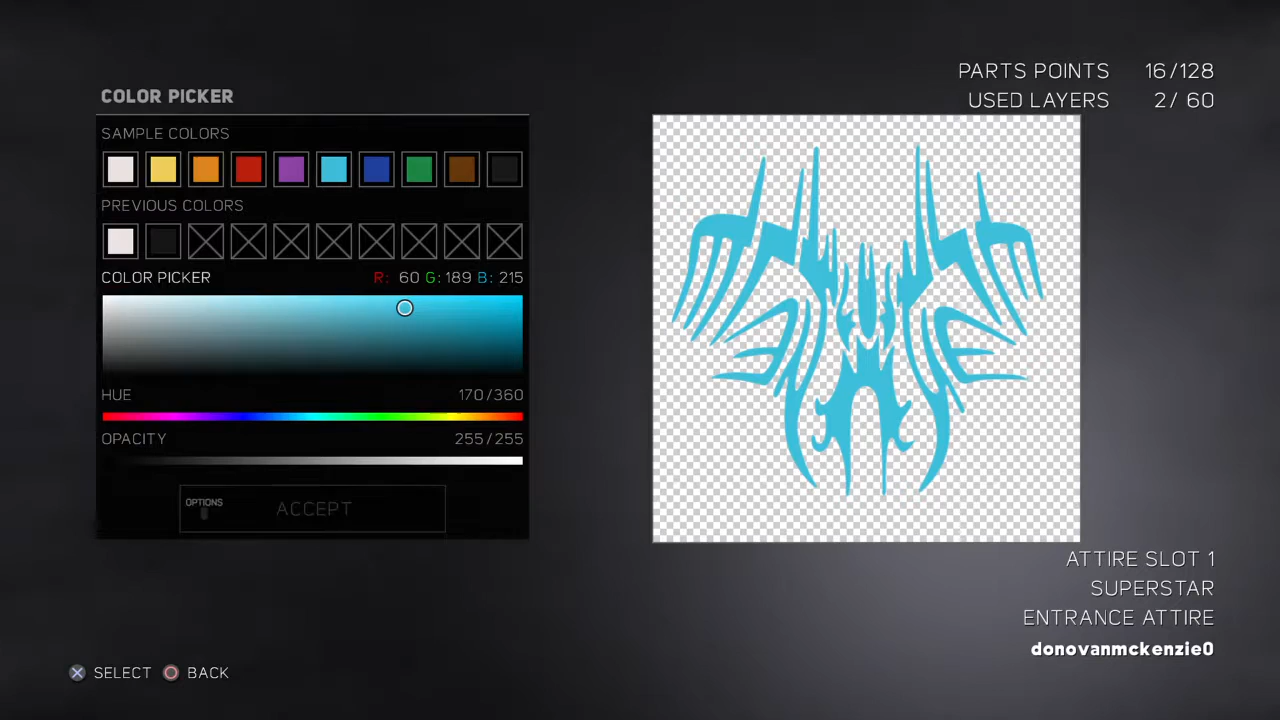 PARTS POINTS 16/128
USED LAYERS 2/ 60
COLOR PICKER
SAMPLE COLORS
PREVIOUS COLORS
COLOR PICKER R: 60 G: 189 B: 215
HUE 170/360
OPACITY 255/255
OPTIONS ACCEPT
ATTIRE SLOT 1
SUPERSTAR
ENTRANCE ATTIRE
donovanmckenzie0
SELECT BACK